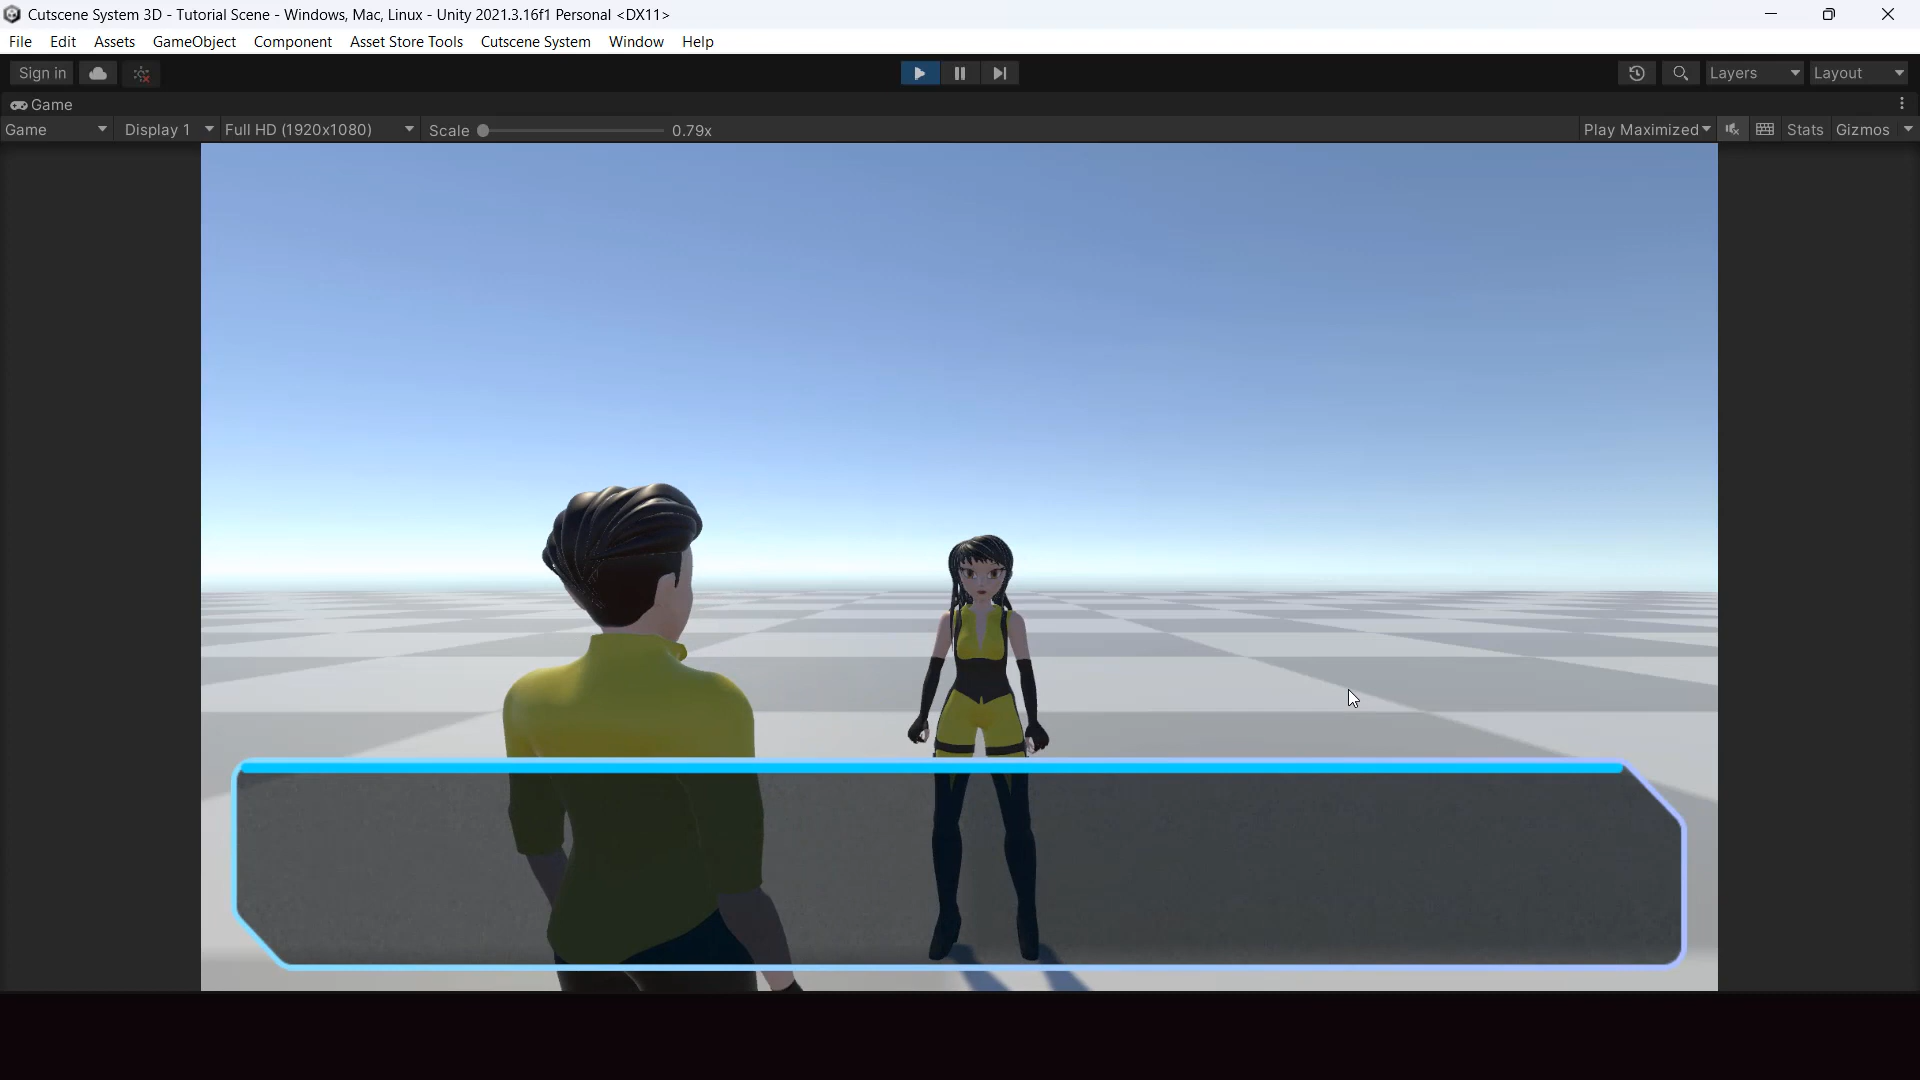 Cutscene System 3D - Tutorial Scene - Windows, Mac, Linux - Unity 2021.3.16f1 Personal <DX11>
File Edit Assets GameObject Component Asset Store Tools Cutscene System Window Help
Sign in Layers Layout
Game
Game Display 1 Full HD (1920x1080) Scale 0.79x Play Maximized Stats Gizmos